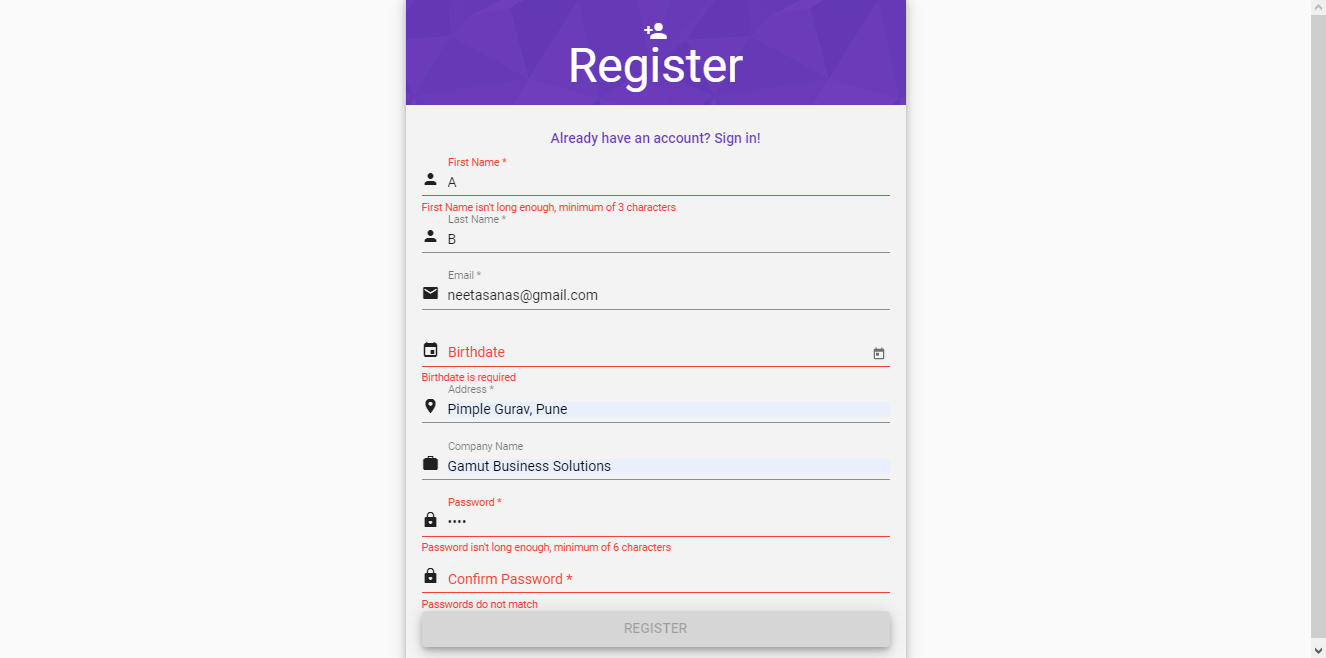 Register
Already have an account? Sign in!
First Name *
A
First Name isn't long enough, minimum of 3 characters
Last Name *
B
Email *
neetasanas@gmail.com
Birthdate
Birthdate is required
Address *
Pimple Gurav, Pune
Company Name
Gamut Business Solutions
Password *
••••
Password isn't long enough, minimum of 6 characters
Confirm Password *
Passwords do not match
REGISTER